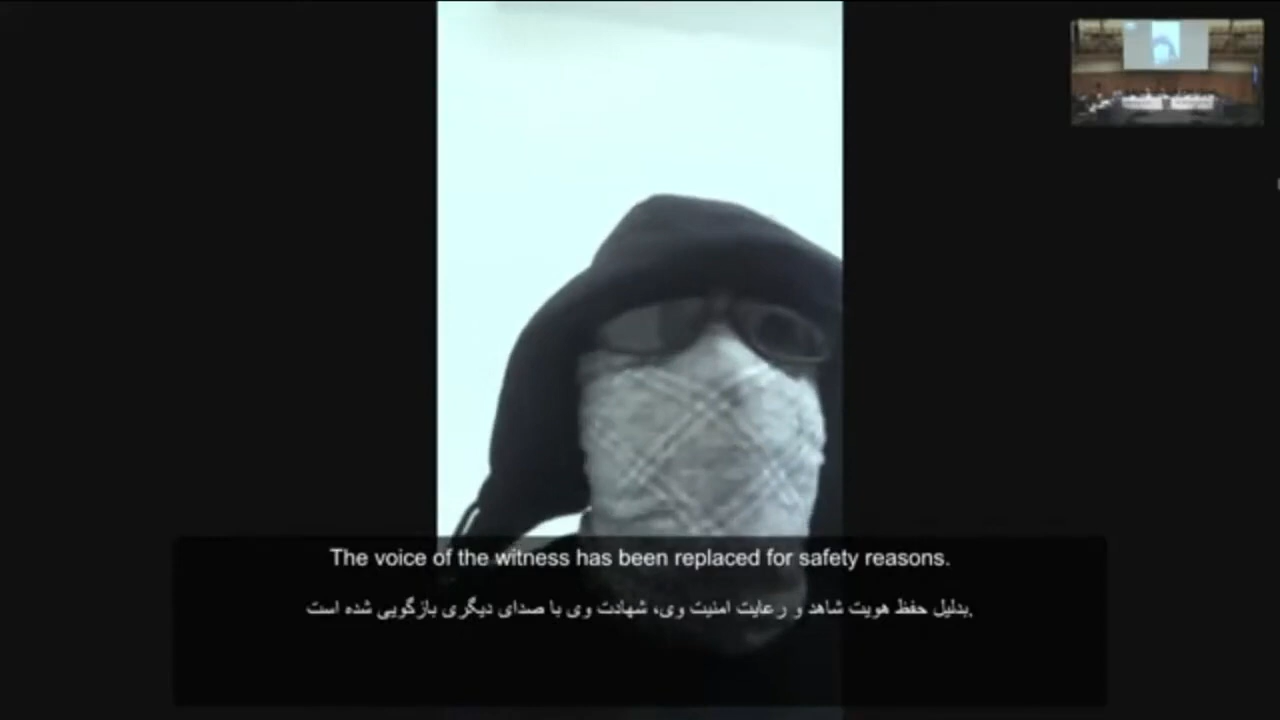 The voice of the witness has been replaced for safety reasons.
بدلیل حفظ هویت شاهد و رعایت امنیت وی، شهادت وی با صدای دیگری بازگویی شده است.